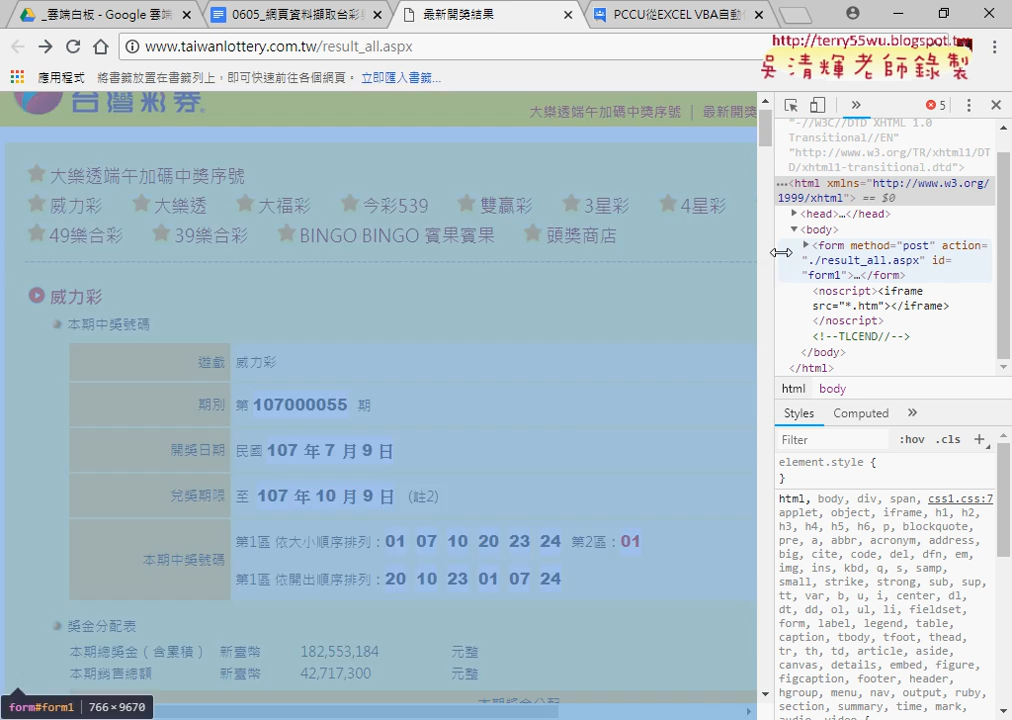 _雲端白板 - Google 雲端
0605_網頁資料擷取台彩
最新開獎結果
PCCU從EXCEL VBA自動
www.taiwanlottery.com.tw/result_all.aspx
http://terry55wu.blogspot.tw
吳清輝老師錄製
應用程式 將書籤放置在書籤列上，即可快速前往各個網頁。 立即匯入書籤...
台灣彩券
大樂透端午加碼中獎序號 | 最新開獎
大樂透端午加碼中獎序號
威力彩 大樂透 大福彩 今彩539 雙贏彩 3星彩 4星彩
49樂合彩 39樂合彩 BINGO BINGO 賓果賓果 頭獎商店
威力彩
本期中獎號碼
遊戲 威力彩
期別 第 107000055 期
開獎日期 民國 107 年 7 月 9 日
兌獎期限 至 107 年 10 月 9 日 (註2)
本期中獎號碼
第1區 依大小順序排列 : 01 07 10 20 23 24 第2區 : 01
第1區 依開出順序排列 : 20 10 23 01 07 24
獎金分配表
本期總獎金（含累積） 新臺幣 182,553,184 元整
本期銷售總額 新臺幣 42,717,300 元整
form#form1 | 766×9670
» 5
"-//W3C//DTD XHTML 1.0
Transitional//EN"
"http://www.w3.org/TR/xhtml1/DT
D/xhtml1-transitional.dtd">
…<html xmlns="http://www.w3.org/
1999/xhtml"> == $0
<head>…</head>
<body>
<form method="post" action=
"./result_all.aspx" id=
"form1">…</form>
<noscript><iframe
src="*.htm"></iframe>
</noscript>
<!--TLCEND//-->
</body>
</html>
html body
Styles Computed »
Filter :hov .cls +
element.style {
}
html, body, div, span, css1.css:7
applet, object, iframe, h1, h2,
h3, h4, h5, h6, p, blockquote,
pre, a, abbr, acronym, address,
big, cite, code, del, dfn, em,
img, ins, kbd, q, s, samp,
small, strike, strong, sub, sup,
tt, var, b, u, i, center, dl,
dt, dd, ol, ul, li, fieldset,
form, label, legend, table,
caption, tbody, tfoot, thead,
tr, th, td, article, aside,
canvas, details, embed, figure,
figcaption, footer, header,
hgroup, menu, nav, output, ruby,
section, summary, time, mark,